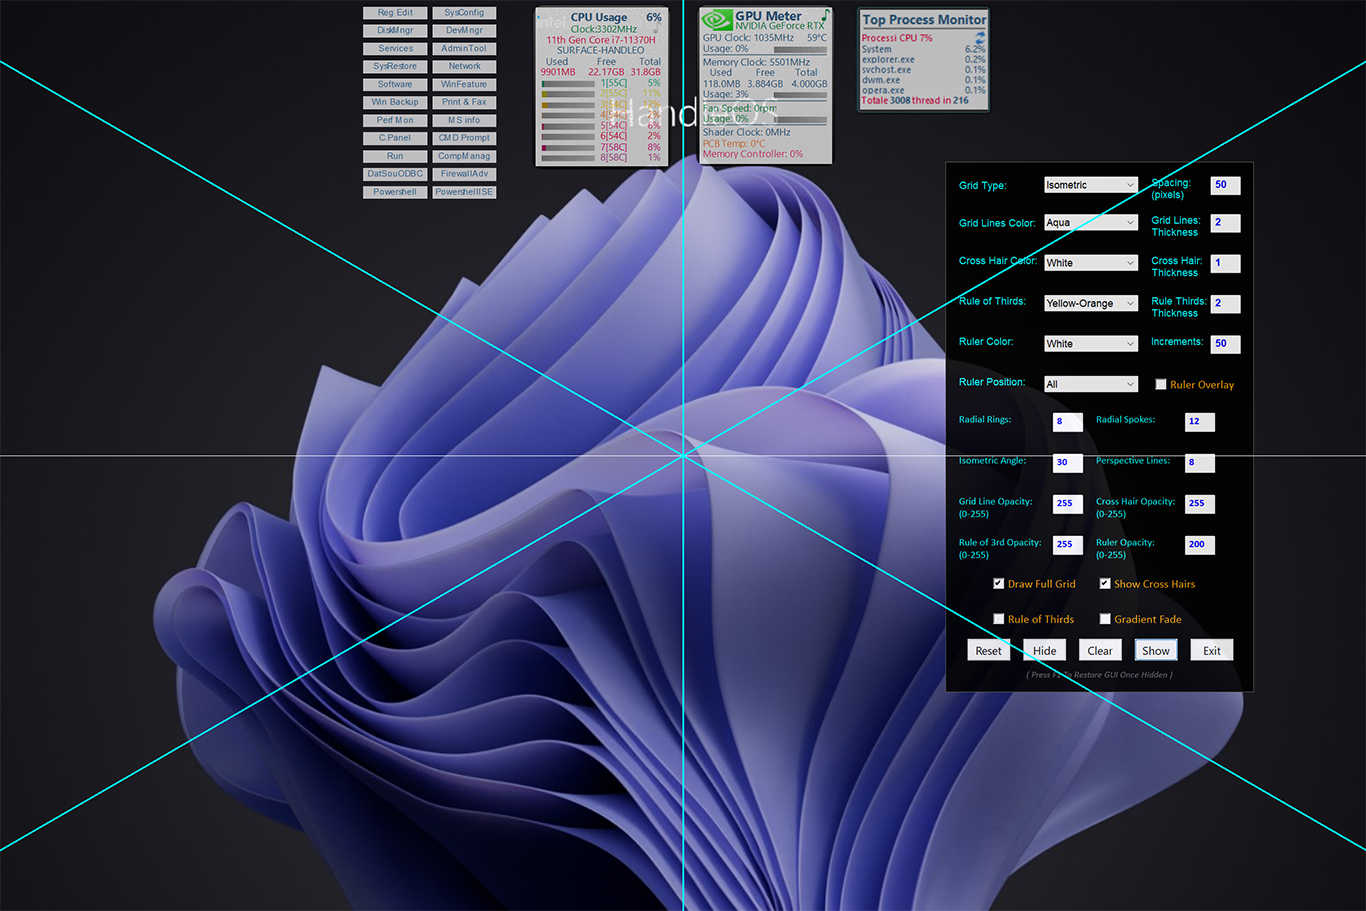 Reg Edit SysConfig
DiskMngr DevMngr
Services AdminTool
SysRestore Network
Software WinFeature
Win Backup Print & Fax
Perf Mon MS info
C.Panel CMD Prompt
Run CompManag
DatSouODBC FirewallAdv
Powershell PowershellISE
CPU Usage 6%
Clock:3302MHz
11th Gen Core i7-11370H
SURFACE-HANDLEO
Used Free Total
9901MB 22.17GB 31.8GB
1[55C] 5%
2[55C] 11%
3[54C] 12%
4[54C] 2%
5[54C] 6%
6[54C] 2%
7[58C] 8%
8[58C] 1%
GPU Meter
NVIDIA GeForce RTX
GPU Clock: 1035MHz 59°C
Usage: 0%
Memory Clock: 5501MHz
Used Free Total
118.0MB 3.884GB 4.000GB
Usage: 3%
Fan Speed: 0rpm
Usage: 0%
Shader Clock: 0MHz
PCB Temp: 0°C
Memory Controller: 0%
Top Process Monitor
Processi CPU 7%
System 6.2%
explorer.exe 0.2%
svchost.exe 0.1%
dwm.exe 0.1%
opera.exe 0.1%
Totale 3008 thread in 216
Grid Type: Isometric Spacing: 50
(pixels)
Grid Lines Color: Aqua Grid Lines: 2
Thickness
Cross Hair Color: White Cross Hair: 1
Thickness
Rule of Thirds: Yellow-Orange Rule Thirds: 2
Thickness
Ruler Color: White Increments: 50
Ruler Position: All Ruler Overlay
Radial Rings: 8 Radial Spokes: 12
Isometric Angle: 30 Perspective Lines: 8
Grid Line Opacity: 255 Cross Hair Opacity: 255
(0-255) (0-255)
Rule of 3rd Opacity: 255 Ruler Opacity: 200
(0-255) (0-255)
Draw Full Grid Show Cross Hairs
Rule of Thirds Gradient Fade
Reset Hide Clear Show Exit
( Press F1 To Restore GUI Once Hidden )